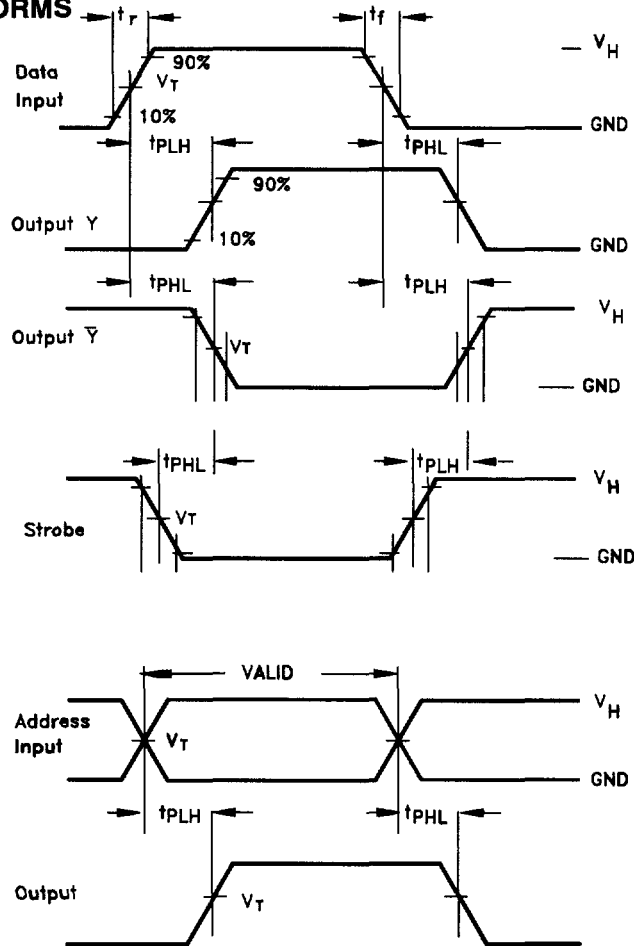 ORMS
tr tf
Data Input
90%
VT
10%
VH
GND
tPLH tPHL
Output Y
90%
10%
GND
tPHL tPLH
Output Y̅
VT
VH
GND
tPHL tPLH
Strobe
VT
VH
GND
VALID
Address Input
VT
VH
GND
tPLH tPHL
Output
VT